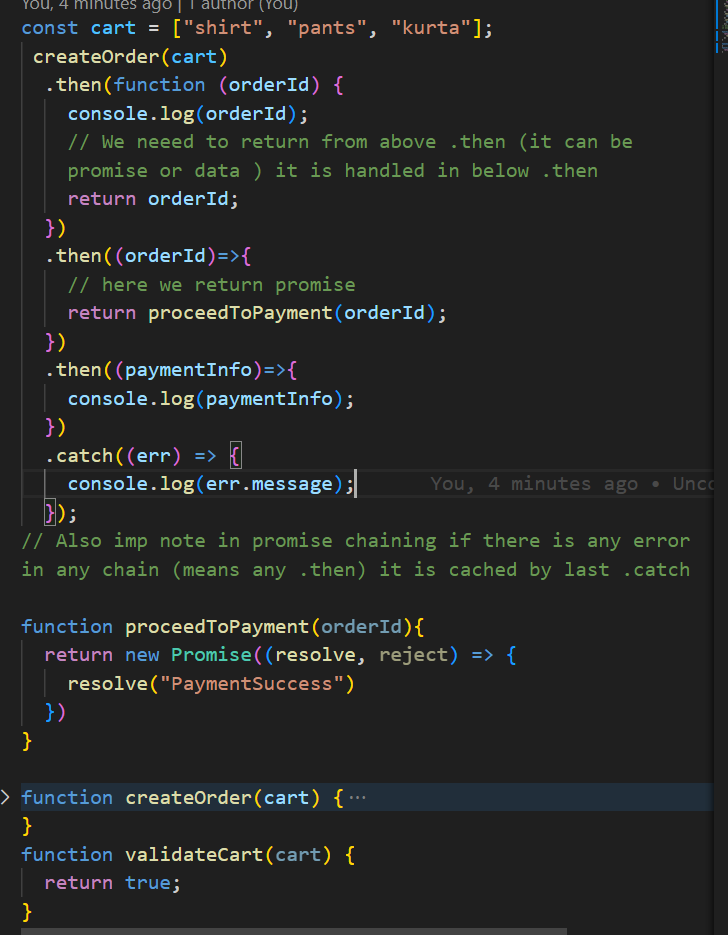 You, 4 minutes ago | 1 author (You)
const cart = ["shirt", "pants", "kurta"];
createOrder(cart)
.then(function (orderId) {
console.log(orderId);
// We neeed to return from above .then (it can be
promise or data ) it is handled in below .then
return orderId;
})
.then((orderId)=>{
// here we return promise
return proceedToPayment(orderId);
})
.then((paymentInfo)=>{
console.log(paymentInfo);
})
.catch((err) => {
console.log(err.message); You, 4 minutes ago • Uncc
});
// Also imp note in promise chaining if there is any error
in any chain (means any .then) it is cached by last .catch
function proceedToPayment(orderId){
return new Promise((resolve, reject) => {
resolve("PaymentSuccess")
})
}
function createOrder(cart) {…
}
function validateCart(cart) {
return true;
}